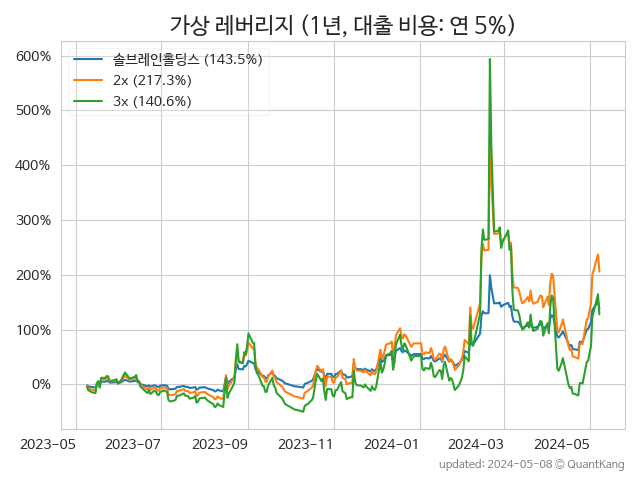 가상 레버리지 (1년, 대출 비용: 연 5%)
솔브레인홀딩스 (143.5%)
2x (217.3%)
3x (140.6%)
600%
500%
400%
300%
200%
100%
0%
2023-05 2023-07 2023-09 2023-11 2024-01 2024-03 2024-05
updated: 2024-05-08 © QuantKang